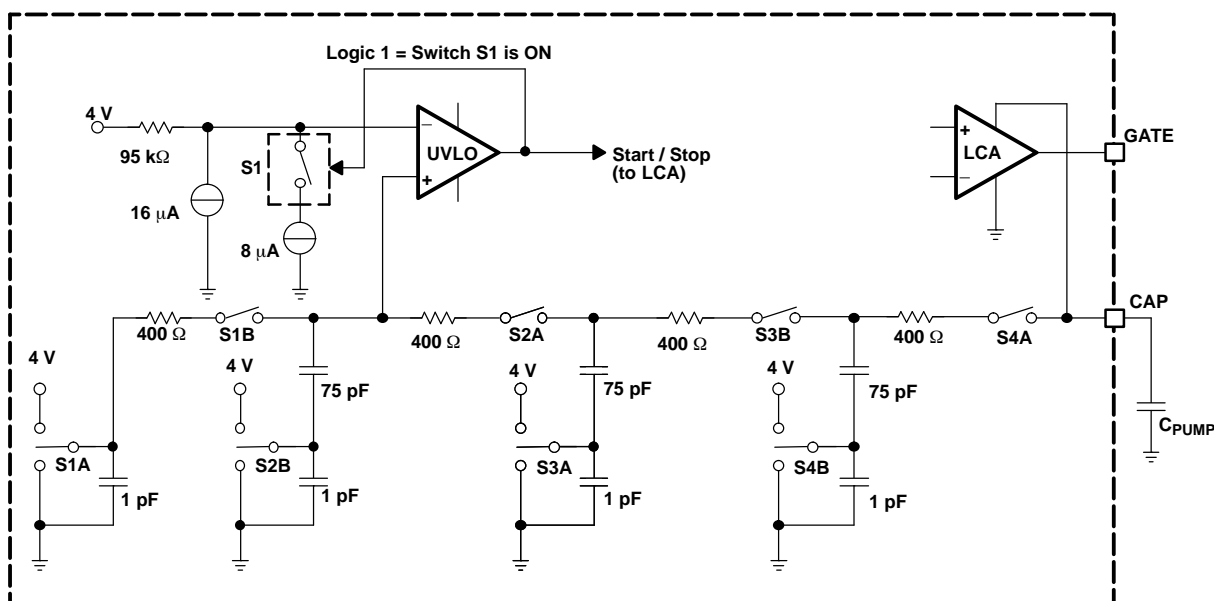 Logic 1 = Switch S1 is ON
4 V
95 kΩ
S1
16 μA
8 μA
−
UVLO
+
Start / Stop
(to LCA)
+
LCA
−
GATE
CAP
400 Ω
S1B
400 Ω
S2A
400 Ω
S3B
400 Ω
S4A
4 V
4 V
75 pF
4 V
75 pF
4 V
75 pF
CPUMP
S1A
1 pF
S2B
1 pF
S3A
1 pF
S4B
1 pF